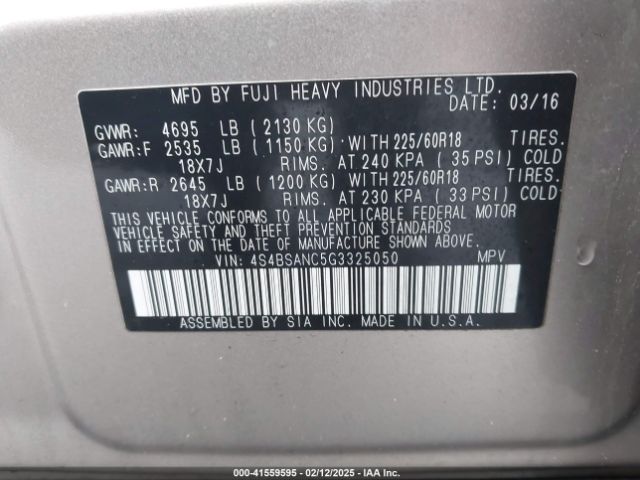 MFD BY FUJI HEAVY INDUSTRIES LTD.
DATE: 03/16
GVWR: 4695 LB (2130 KG)
GAWR:F 2535 LB (1150 KG) WITH 225/60R18 TIRES.
18X7J RIMS. AT 240 KPA (35 PSI) COLD
GAWR:R 2645 LB (1200 KG) WITH 225/60R18 TIRES.
18X7J RIMS. AT 230 KPA (33 PSI) COLD.
THIS VEHICLE CONFORMS TO ALL APPLICABLE FEDERAL MOTOR
VEHICLE SAFETY AND THEFT PREVENTION STANDARDS
IN EFFECT ON THE DATE OF MANUFACTURE SHOWN ABOVE.
VIN: 4S4BSANC5G3325050 MPV
ASSEMBLED BY SIA INC. MADE IN U.S.A.
000-41559595 - 02/12/2025 - IAA Inc.